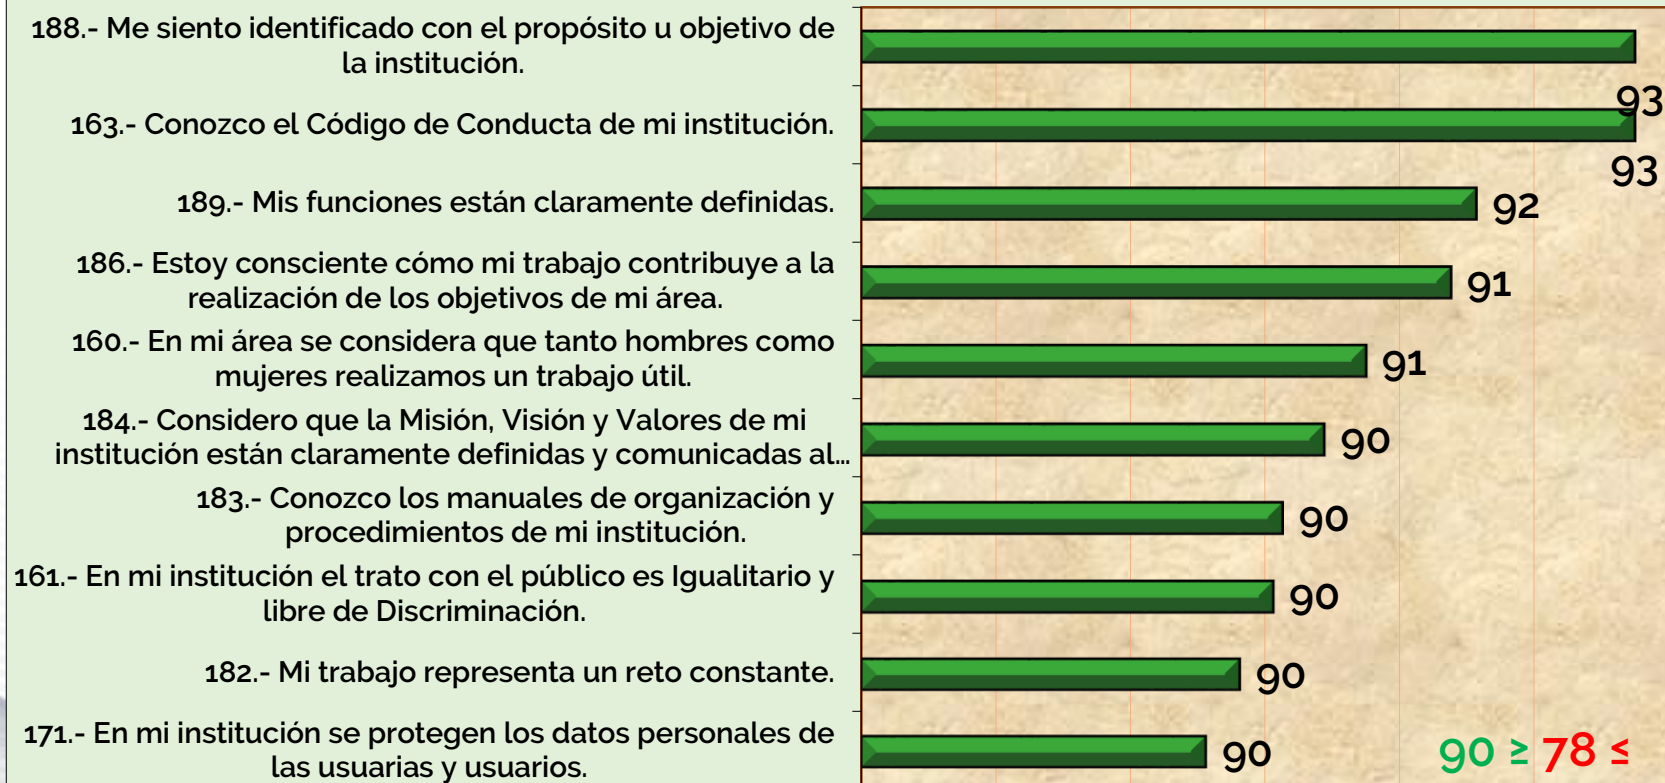 188.- Me siento identificado con el propósito u objetivo de
la institución.
93
163.- Conozco el Código de Conducta de mi institución.
93
189.- Mis funciones están claramente definidas.
92
186.- Estoy consciente cómo mi trabajo contribuye a la
realización de los objetivos de mi área.
91
160.- En mi área se considera que tanto hombres como
mujeres realizamos un trabajo útil.
91
184.- Considero que la Misión, Visión y Valores de mi
institución están claramente definidas y comunicadas al...
90
183.- Conozco los manuales de organización y
procedimientos de mi institución.
90
161.- En mi institución el trato con el público es Igualitario y
libre de Discriminación.
90
182.- Mi trabajo representa un reto constante.
90
171.- En mi institución se protegen los datos personales de
las usuarias y usuarios.
90
90 ≥ 78 ≤